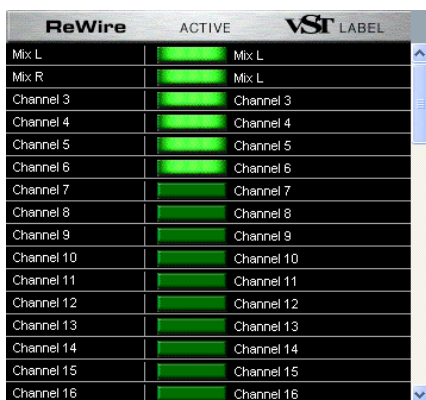 ReWire ACTIVE VST LABEL
Mix L Mix L
Mix R Mix L
Channel 3 Channel 3
Channel 4 Channel 4
Channel 5 Channel 5
Channel 6 Channel 6
Channel 7 Channel 7
Channel 8 Channel 8
Channel 9 Channel 9
Channel 10 Channel 10
Channel 11 Channel 11
Channel 12 Channel 12
Channel 13 Channel 13
Channel 14 Channel 14
Channel 15 Channel 15
Channel 16 Channel 16